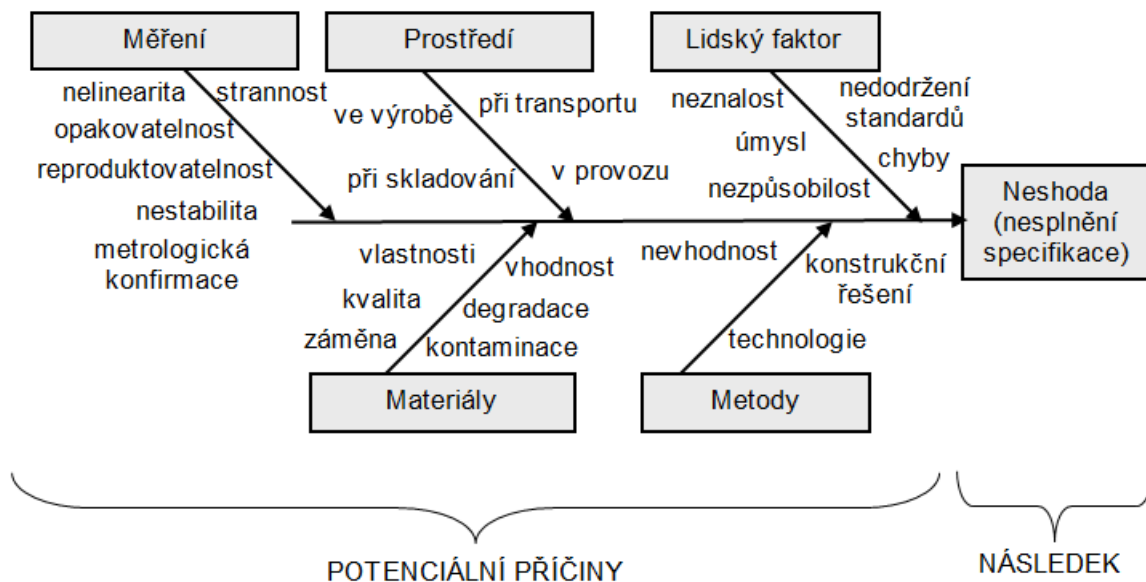 Měření
nelinearita
strannost
opakovatelnost
reproduktovatelnost
nestabilita
metrologická
konfirmace
Prostředí
ve výrobě
při transportu
při skladování
v provozu
Lidský faktor
neznalost
nedodržení
standardů
úmysl
chyby
nezpůsobilost
Neshoda
(nesplnění
specifikace)
vlastnosti
vhodnost
kvalita
degradace
záměna
kontaminace
Materiály
nevhodnost
konstrukční
řešení
technologie
Metody
POTENCIÁLNÍ PŘÍČINY
NÁSLEDEK